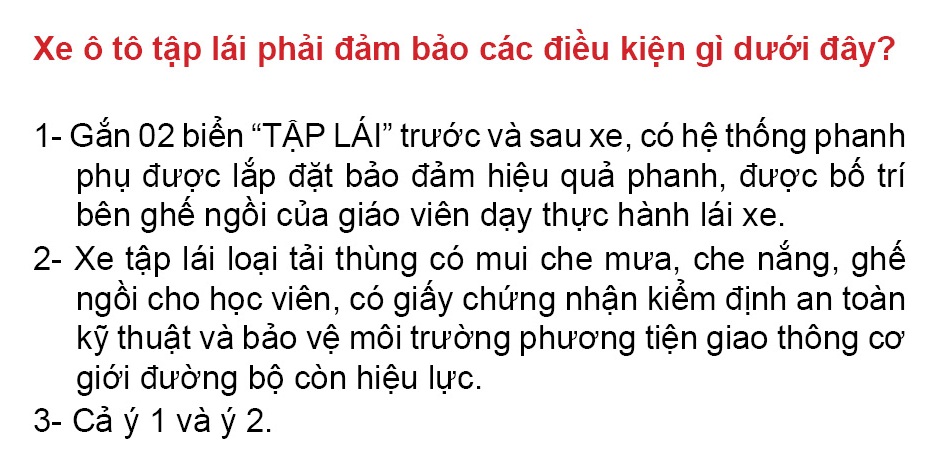 Xe ô tô tập lái phải đảm bảo các điều kiện gì dưới đây?
1- Gắn 02 biển “TẬP LÁI” trước và sau xe, có hệ thống phanh
phụ được lắp đặt bảo đảm hiệu quả phanh, được bố trí
bên ghế ngồi của giáo viên dạy thực hành lái xe.
2- Xe tập lái loại tải thùng có mui che mưa, che nắng, ghế
ngồi cho học viên, có giấy chứng nhận kiểm định an toàn
kỹ thuật và bảo vệ môi trường phương tiện giao thông cơ
giới đường bộ còn hiệu lực.
3- Cả ý 1 và ý 2.